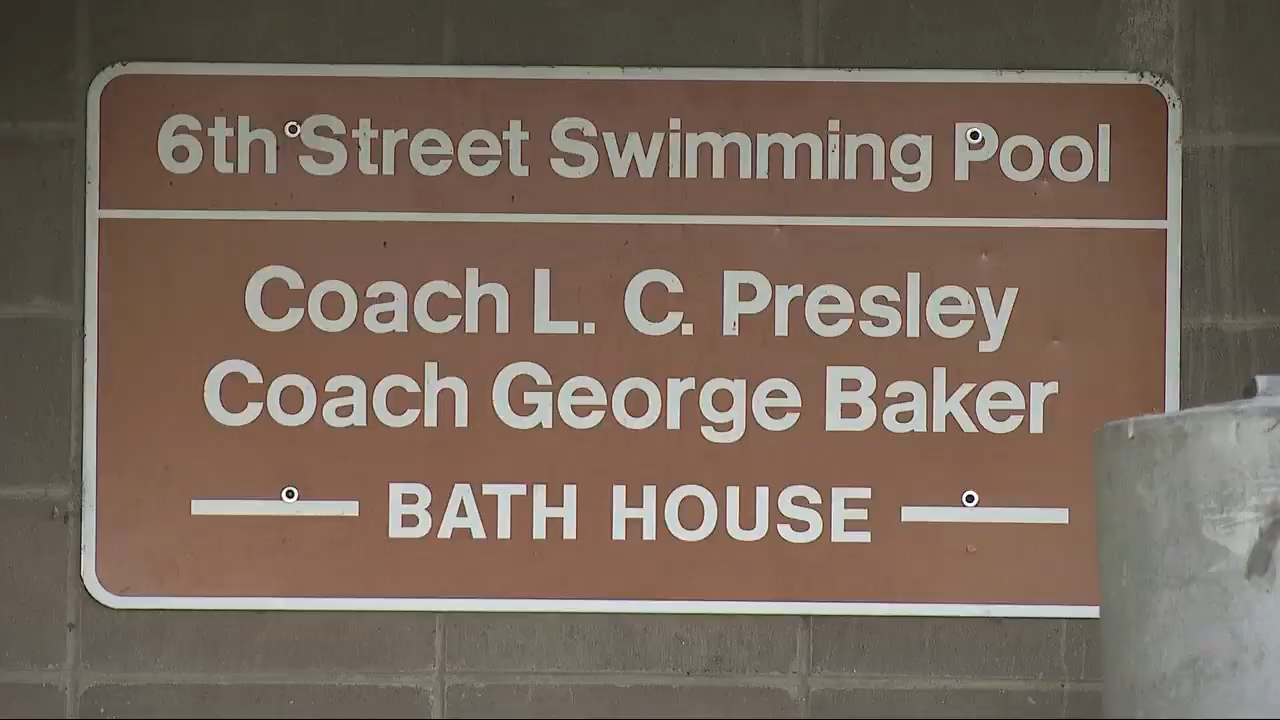 6th Street Swimming Pool
Coach L. C. Presley
Coach George Baker
BATH HOUSE